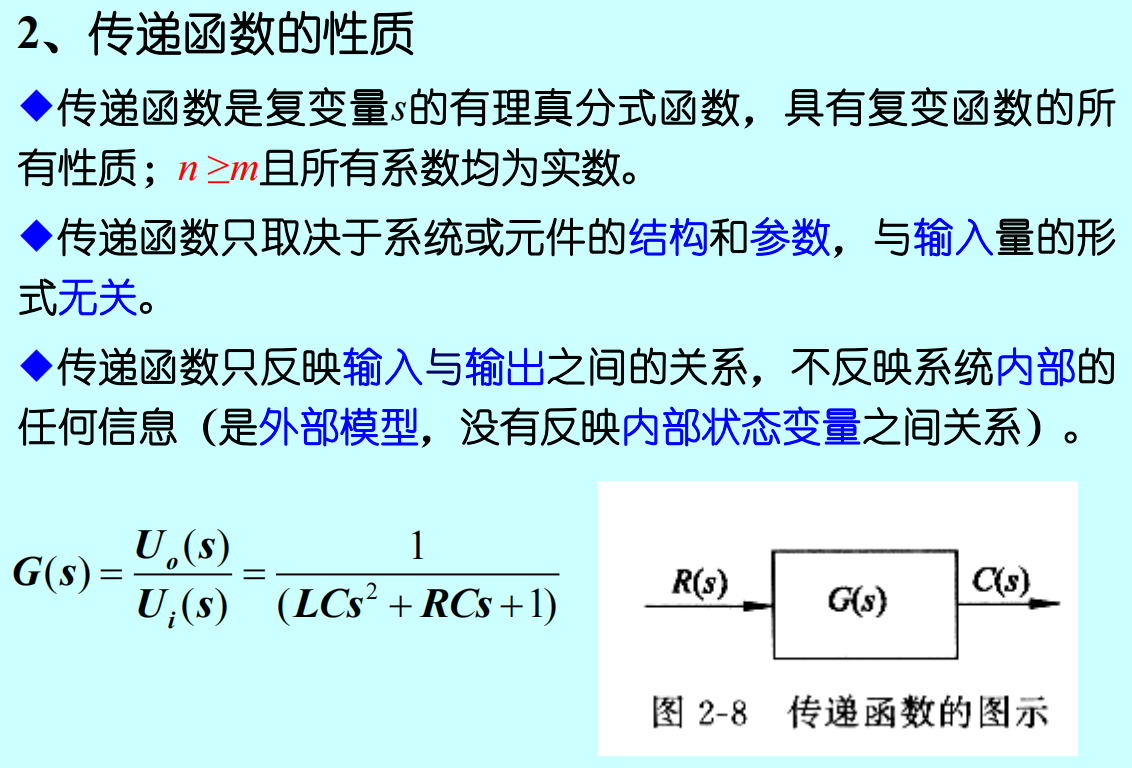 2、传递函数的性质
◆传递函数是复变量s的有理真分式函数，具有复变函数的所
有性质；n ≥m且所有系数均为实数。
◆传递函数只取决于系统或元件的结构和参数，与输入量的形
式无关。
◆传递函数只反映输入与输出之间的关系，不反映系统内部的
任何信息（是外部模型，没有反映内部状态变量之间关系）。
G(s) = U_o(s) / U_i(s) = 1 / (LCs² + RCs + 1)
R(s) G(s) C(s)
图 2-8 传递函数的图示